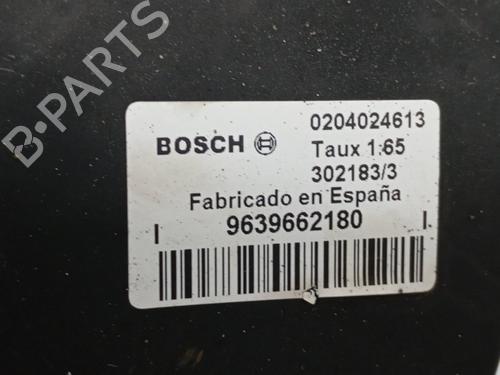 B-PARTS
BOSCH
0204024613
Taux 1.65
302183/3
Fabricado en España
9639662180